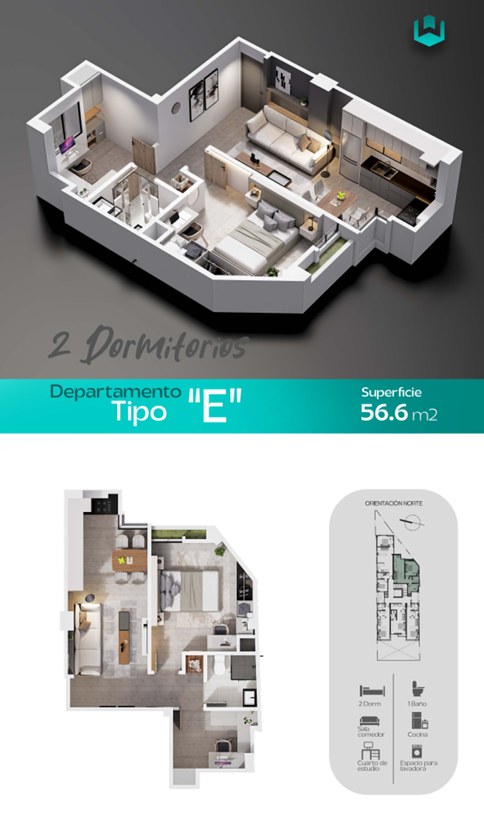 2 Dormitorios
Departamento
Tipo "E"
Superficie
56.6 m2
ORIENTACIÓN NORTE
2 Dorm
1 Baño
Sala
comedor
Cocina
Cuarto de
estudio
Espacio para
lavadora